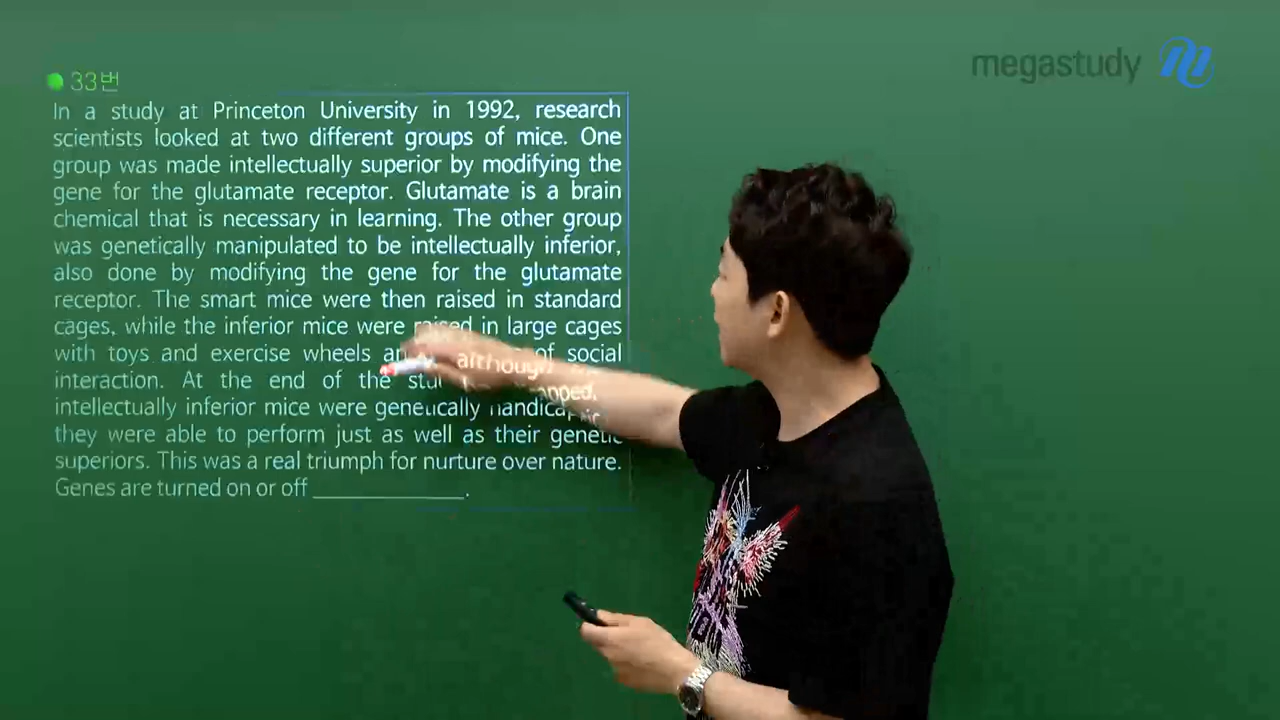 megastudy
33번
In a study at Princeton University in 1992, research
scientists looked at two different groups of mice. One
group was made intellectually superior by modifying the
gene for the glutamate receptor. Glutamate is a brain
chemical that is necessary in learning. The other group
was genetically manipulated to be intellectually inferior,
also done by modifying the gene for the glutamate
receptor. The smart mice were then raised in standard
cages, while the inferior mice were raised in large cages
with toys and exercise wheels of social
interaction. At the end of the although
intellectually inferior mice were genetically
they were able to perform just as well as their genetic
superiors. This was a real triumph for nurture over nature.
Genes are turned on or off ____________.